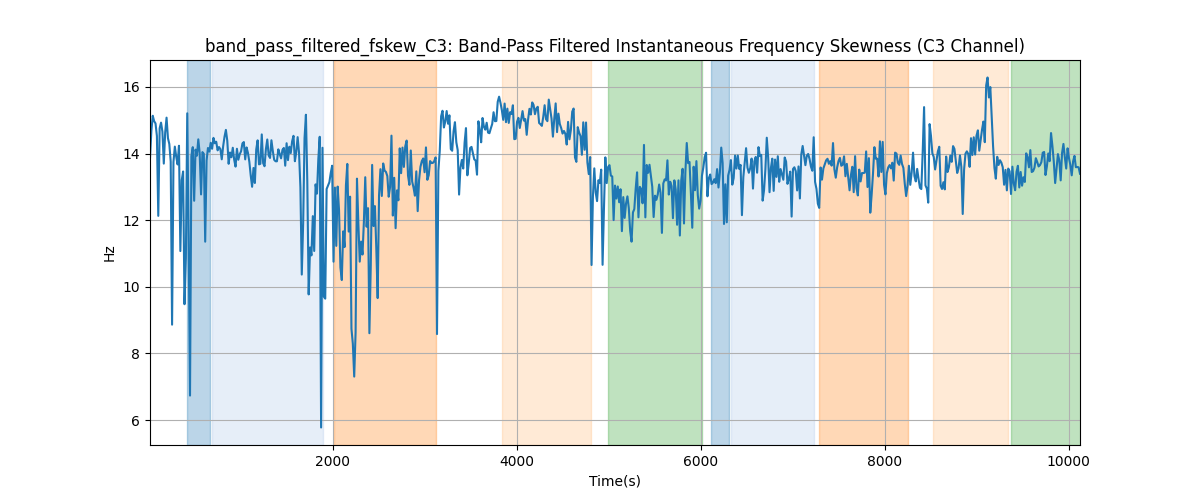 band_pass_filtered_fskew_C3: Band-Pass Filtered Instantaneous Frequency Skewness (C3 Channel)
16
14
12
10
8
6
Hz
2000 4000 6000 8000 10000
Time(s)